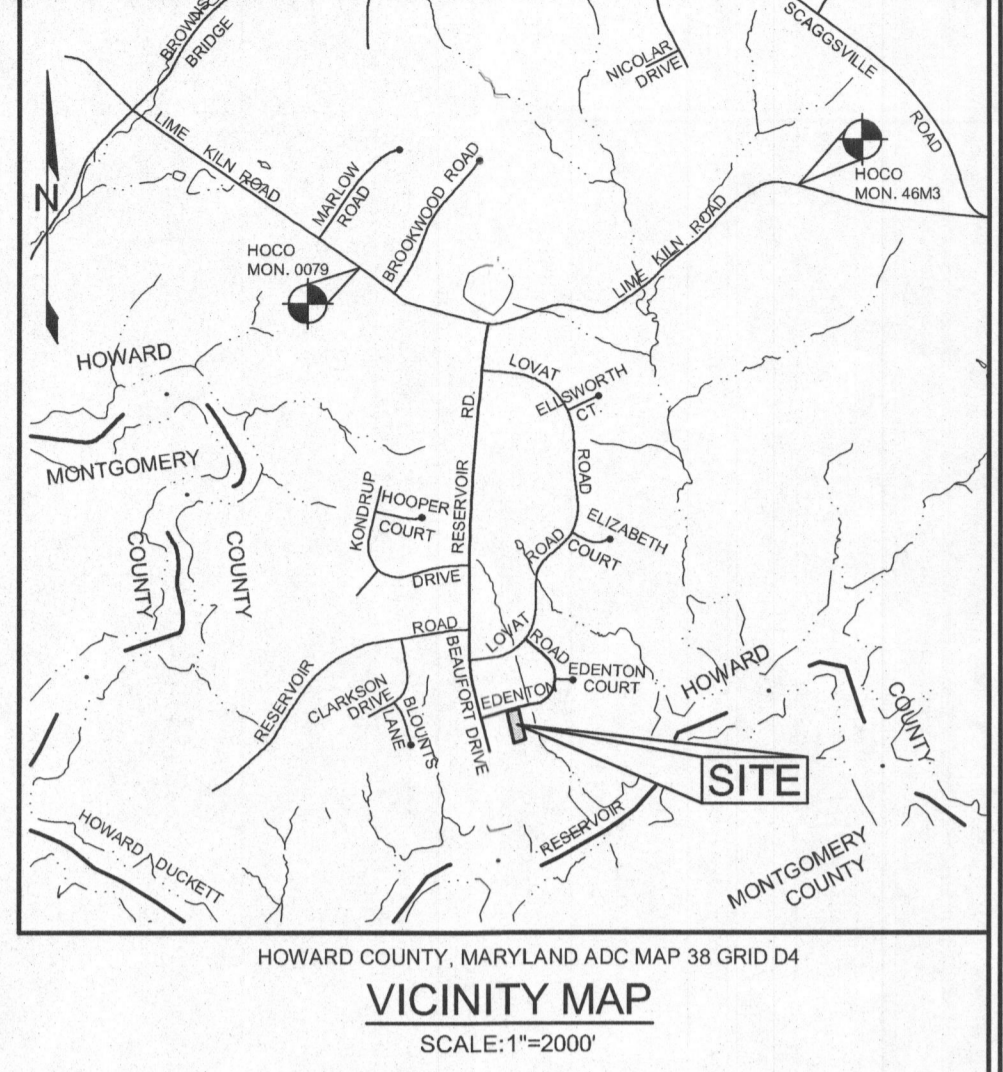 BROWN'S
BRIDGE
SCAGGSVILLE
ROAD
NICOLAR
DRIVE
LIME
KILN ROAD
MARLOW
ROAD
BROOKWOOD ROAD
HOCO
MON. 46M3
N
HOCO
MON. 0079
LIME KILN ROAD
HOWARD
LOVAT
ELLSWORTH
CT
RD.
MONTGOMERY
ROAD
KONDRUP
HOOPER
COURT
RESERVOIR
ELIZABETH
COURT
ROAD
COUNTY
COUNTY
DRIVE
ROAD
LOVAT
ROAD
BEAUFORT DRIVE
EDENTON
COURT
EDENTON
HOWARD
COUNTY
RESERVOIR
CLARKSON
DRIVE
BLOUNTS
LANE
SITE
RESERVOIR
HOWARD DUCKETT
MONTGOMERY
COUNTY
HOWARD COUNTY, MARYLAND ADC MAP 38 GRID D4
VICINITY MAP
SCALE:1"=2000'